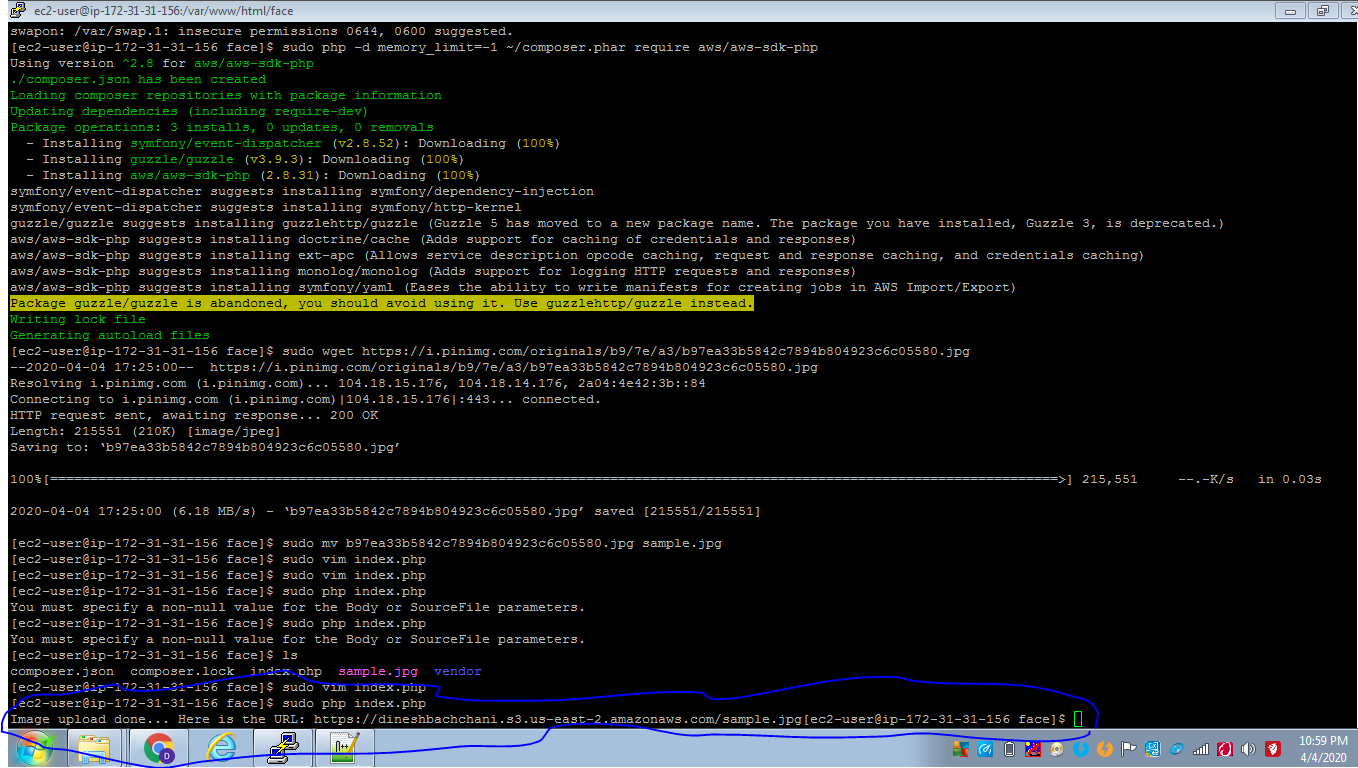 ec2-user@ip-172-31-31-156:/var/www/html/face
swapon: /var/swap.1: insecure permissions 0644, 0600 suggested.
[ec2-user@ip-172-31-31-156 face]$ sudo php -d memory_limit=-1 ~/composer.phar require aws/aws-sdk-php
Using version ^2.8 for aws/aws-sdk-php
./composer.json has been created
Loading composer repositories with package information
Updating dependencies (including require-dev)
Package operations: 3 installs, 0 updates, 0 removals
  - Installing symfony/event-dispatcher (v2.8.52): Downloading (100%)
  - Installing guzzle/guzzle (v3.9.3): Downloading (100%)
  - Installing aws/aws-sdk-php (2.8.31): Downloading (100%)
symfony/event-dispatcher suggests installing symfony/dependency-injection
symfony/event-dispatcher suggests installing symfony/http-kernel
guzzle/guzzle suggests installing guzzlehttp/guzzle (Guzzle 5 has moved to a new package name. The package you have installed, Guzzle 3, is deprecated.)
aws/aws-sdk-php suggests installing doctrine/cache (Adds support for caching of credentials and responses)
aws/aws-sdk-php suggests installing ext-apc (Allows service description opcode caching, request and response caching, and credentials caching)
aws/aws-sdk-php suggests installing monolog/monolog (Adds support for logging HTTP requests and responses)
aws/aws-sdk-php suggests installing symfony/yaml (Eases the ability to write manifests for creating jobs in AWS Import/Export)
Package guzzle/guzzle is abandoned, you should avoid using it. Use guzzlehttp/guzzle instead.
Writing lock file
Generating autoload files
[ec2-user@ip-172-31-31-156 face]$ sudo wget https://i.pinimg.com/originals/b9/7e/a3/b97ea33b5842c7894b804923c6c05580.jpg
--2020-04-04 17:25:00--  https://i.pinimg.com/originals/b9/7e/a3/b97ea33b5842c7894b804923c6c05580.jpg
Resolving i.pinimg.com (i.pinimg.com)... 104.18.15.176, 104.18.14.176, 2a04:4e42:3b::84
Connecting to i.pinimg.com (i.pinimg.com)|104.18.15.176|:443... connected.
HTTP request sent, awaiting response... 200 OK
Length: 215551 (210K) [image/jpeg]
Saving to: ‘b97ea33b5842c7894b804923c6c05580.jpg’
100%[==============================================================================>] 215,551     --.-K/s   in 0.03s
2020-04-04 17:25:00 (6.18 MB/s) - ‘b97ea33b5842c7894b804923c6c05580.jpg’ saved [215551/215551]
[ec2-user@ip-172-31-31-156 face]$ sudo mv b97ea33b5842c7894b804923c6c05580.jpg sample.jpg
[ec2-user@ip-172-31-31-156 face]$ sudo vim index.php
[ec2-user@ip-172-31-31-156 face]$ sudo vim index.php
[ec2-user@ip-172-31-31-156 face]$ sudo php index.php
You must specify a non-null value for the Body or SourceFile parameters.
[ec2-user@ip-172-31-31-156 face]$ sudo php index.php
You must specify a non-null value for the Body or SourceFile parameters.
[ec2-user@ip-172-31-31-156 face]$ ls
composer.json  composer.lock  index.php  sample.jpg  vendor
[ec2-user@ip-172-31-31-156 face]$ sudo vim index.php
[ec2-user@ip-172-31-31-156 face]$ sudo php index.php
Image upload done... Here is the URL: https://dineshbachchani.s3.us-east-2.amazonaws.com/sample.jpg[ec2-user@ip-172-31-31-156 face]$
10:59 PM
4/4/2020